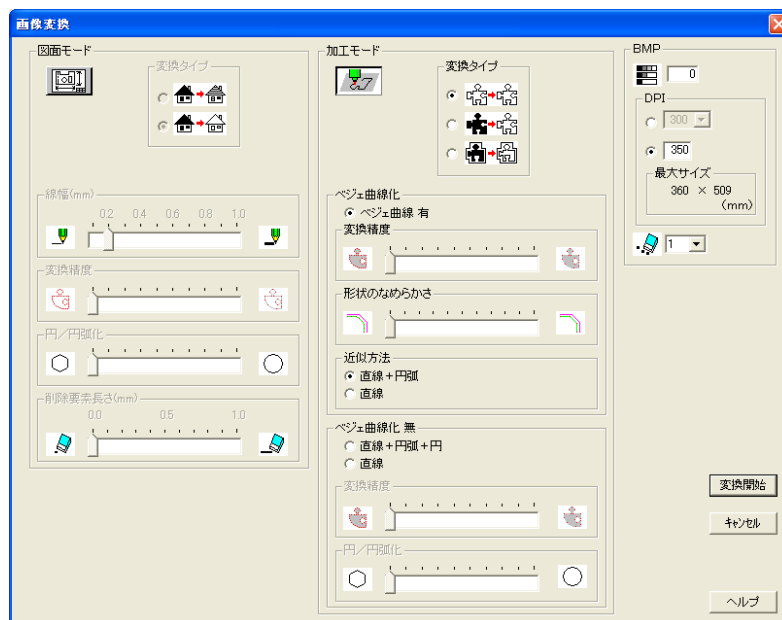 画像変換
図面モード
変換タイプ
線幅(mm)
0.2 0.4 0.6 0.8 1.0
変換精度
円/円弧化
削除要素長さ(mm)
0.0 0.5 1.0
加工モード
変換タイプ
ベジェ曲線化
ベジェ曲線 有
変換精度
形状のなめらかさ
近似方法
直線+円弧
直線
ベジェ曲線化 無
直線+円弧+円
直線
変換精度
円/円弧化
BMP
0
DPI
300
350
最大サイズ
360 × 509
(mm)
1
変換開始
キャンセル
ヘルプ